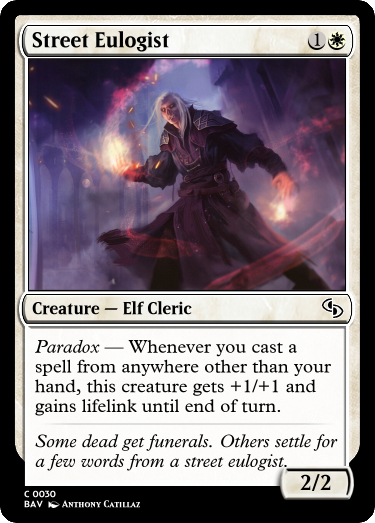 Street Eulogist 1
Creature — Elf Cleric
Paradox — Whenever you cast a
spell from anywhere other than your
hand, this creature gets +1/+1 and
gains lifelink until end of turn.
Some dead get funerals. Others settle for
a few words from a street eulogist.
2/2
C 0030
BAV Anthony Catillaz